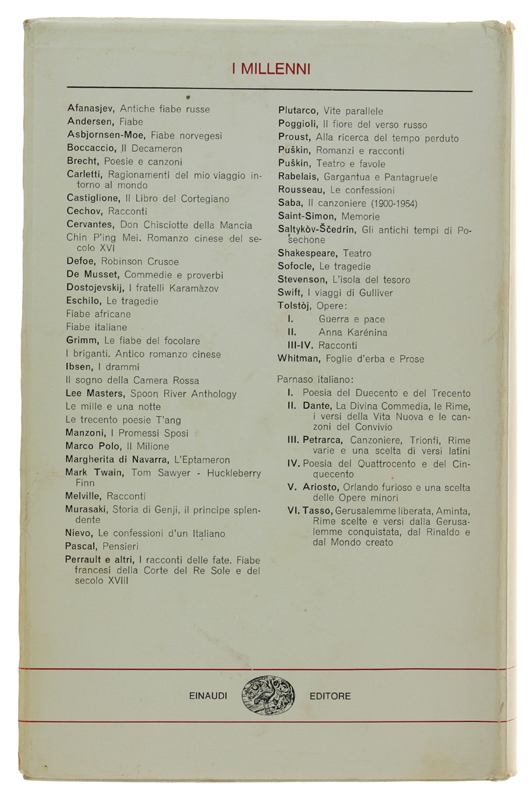 I MILLENNI
Afanasjev, Antiche fiabe russe
Andersen, Fiabe
Asbjornsen-Moe, Fiabe norvegesi
Boccaccio, Il Decameron
Brecht, Poesie e canzoni
Carletti, Ragionamenti del mio viaggio in-
torno al mondo
Castiglione, Il Libro del Cortegiano
Cechov, Racconti
Cervantes, Don Chisciotte della Mancia
Chin P'ing Mei. Romanzo cinese del se-
colo XVI
Defoe, Robinson Crusoe
De Musset, Commedie e proverbi
Dostojevskij, I fratelli Karamàzov
Eschilo, Le tragedie
Fiabe africane
Fiabe italiane
Grimm, Le fiabe del focolare
I briganti. Antico romanzo cinese
Ibsen, I drammi
Il sogno della Camera Rossa
Lee Masters, Spoon River Anthology
Le mille e una notte
Le trecento poesie T'ang
Manzoni, I Promessi Sposi
Marco Polo, Il Milione
Margherita di Navarra, L'Eptameron
Mark Twain, Tom Sawyer - Huckleberry
Finn
Melville, Racconti
Murasaki, Storia di Genji, il principe splen-
dente
Nievo, Le confessioni d'un Italiano
Pascal, Pensieri
Perrault e altri, I racconti delle fate. Fiabe
francesi della Corte del Re Sole e del
secolo XVIII
Plutarco, Vite parallele
Poggioli, Il fiore del verso russo
Proust, Alla ricerca del tempo perduto
Puškin, Romanzi e racconti
Puškin, Teatro e favole
Rabelais, Gargantua e Pantagruele
Rousseau, Le confessioni
Saba, Il canzoniere (1900-1954)
Saint-Simon, Memorie
Saltykòv-Ščedrin, Gli antichi tempi di Po-
šechone
Shakespeare, Teatro
Sofocle, Le tragedie
Stevenson, L'isola del tesoro
Swift, I viaggi di Gulliver
Tolstòj, Opere:
I. Guerra e pace
II. Anna Karénina
III-IV. Racconti
Whitman, Foglie d'erba e Prose
Parnaso italiano:
I. Poesia del Duecento e del Trecento
II. Dante, La Divina Commedia, le Rime,
i versi della Vita Nuova e le can-
zoni del Convivio
III. Petrarca, Canzoniere, Trionfi, Rime
varie e una scelta di versi latini
IV. Poesia del Quattrocento e del Cin-
quecento
V. Ariosto, Orlando furioso e una scelta
delle Opere minori
VI. Tasso, Gerusalemme liberata, Aminta,
Rime scelte e versi dalla Gerusa-
lemme conquistata, dal Rinaldo e
dal Mondo creato
EINAUDI EDITORE